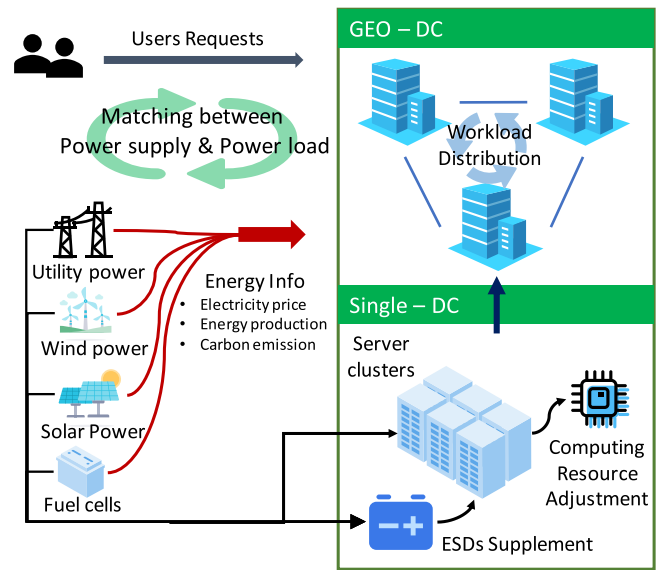 Users Requests
GEO – DC
Matching between
Power supply & Power load
Workload
Distribution
Utility power
Energy Info
• Electricity price
• Energy production
• Carbon emission
Wind power
Solar Power
Fuel cells
Single – DC
Server
clusters
Computing
Resource
Adjustment
ESDs Supplement